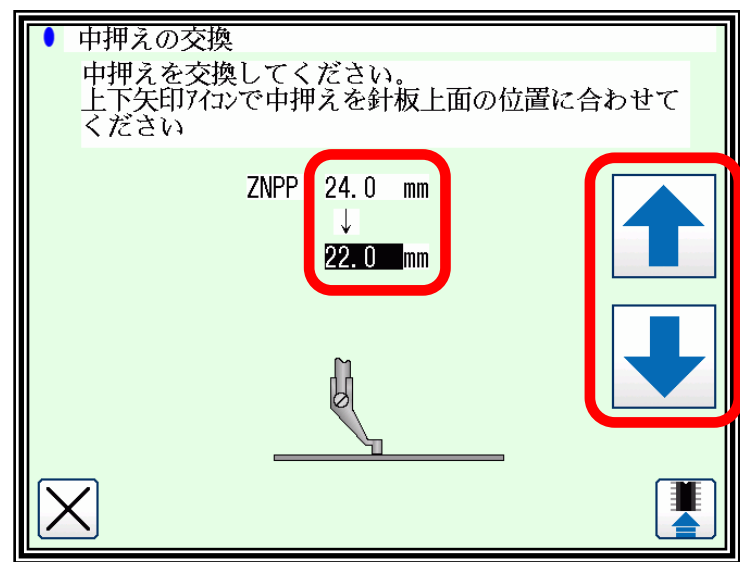 中押えの交換
中押えを交換してください。
上下矢印ｱｲｺﾝで中押えを針板上面の位置に合わせて
ください
ZNPP 24.0 mm
↓
22.0 mm